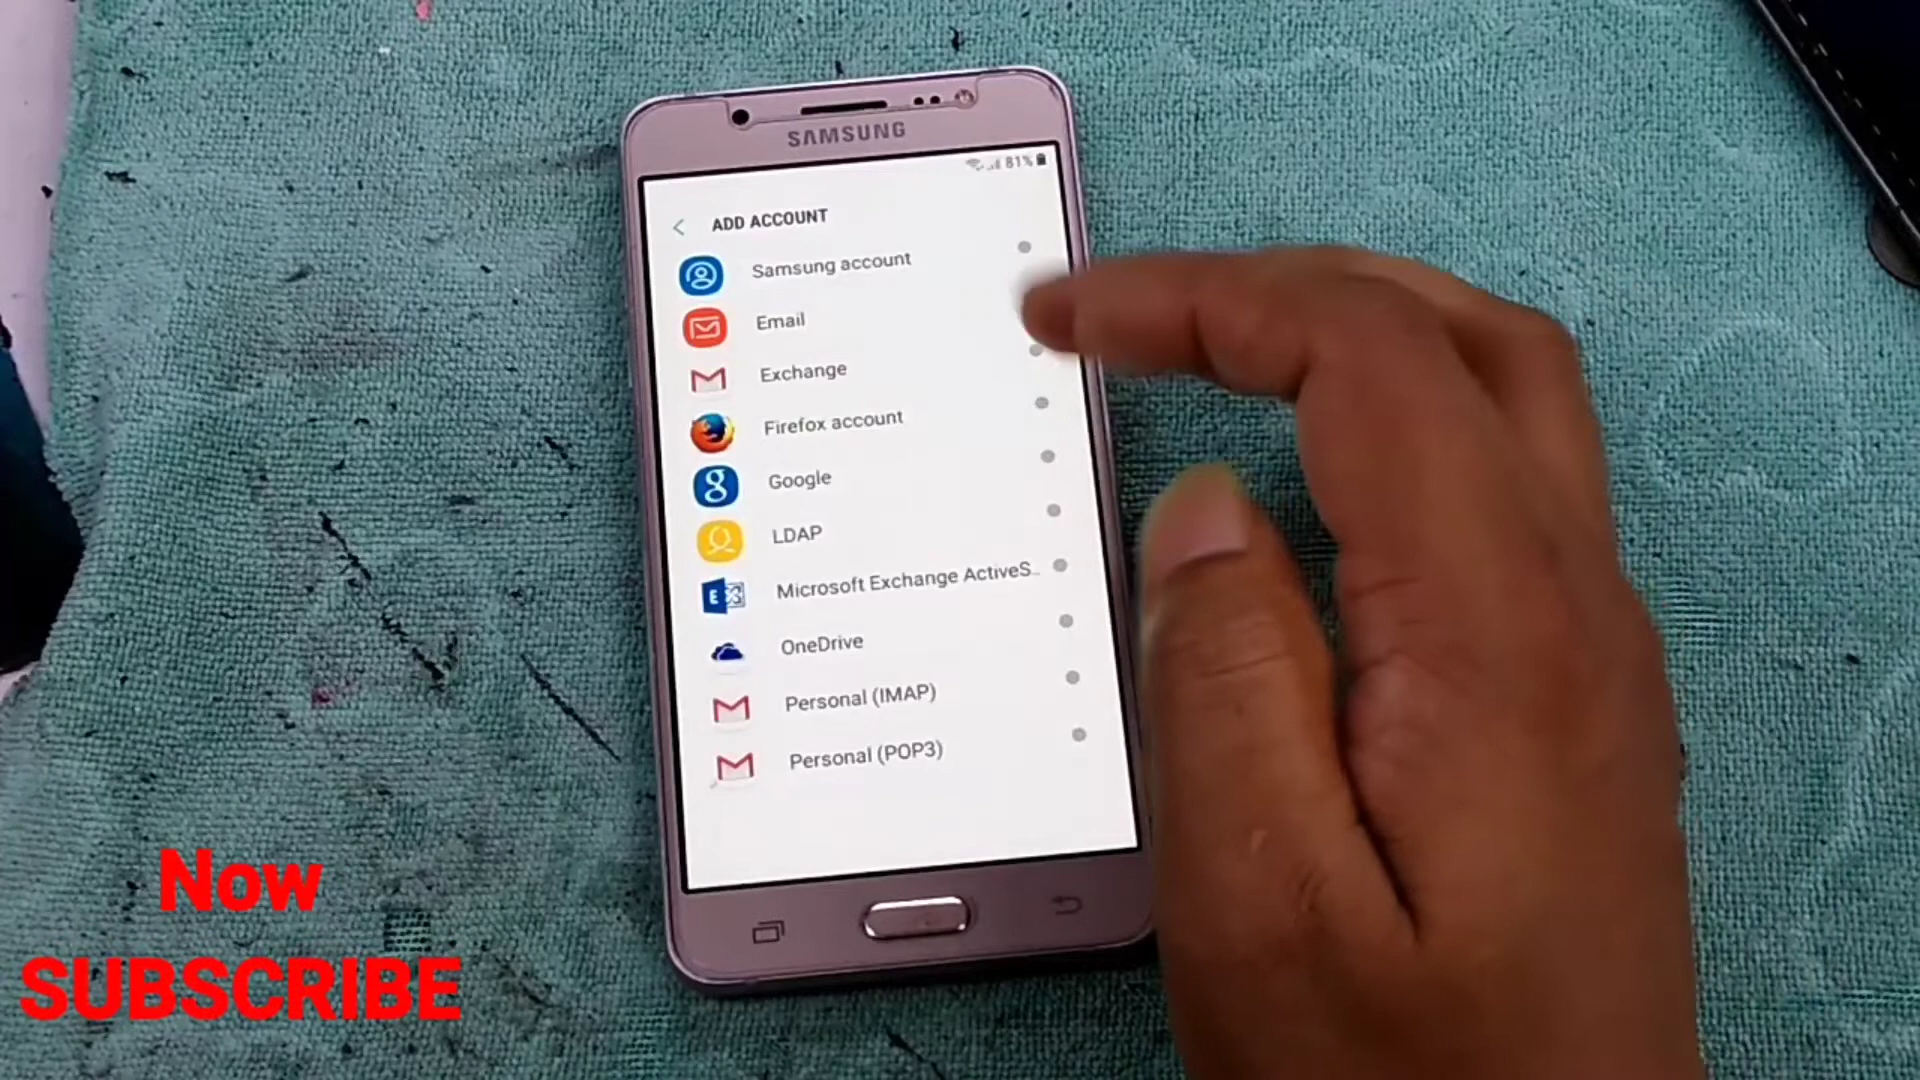 SAMSUNG
81%
ADD ACCOUNT
Samsung account
Email
Exchange
Firefox account
Google
LDAP
Microsoft Exchange ActiveS..
OneDrive
Personal (IMAP)
Personal (POP3)
Now
SUBSCRIBE